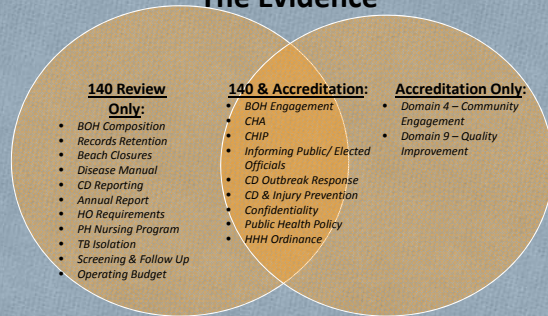 The Evidence
140 Review
Only:
• BOH Composition
• Records Retention
• Beach Closures
• Disease Manual
• CD Reporting
• Annual Report
• HO Requirements
• PH Nursing Program
• TB Isolation
• Screening & Follow Up
• Operating Budget
140 & Accreditation:
• BOH Engagement
• CHA
• CHIP
• Informing Public/ Elected
Officials
• CD Outbreak Response
• CD & Injury Prevention
• Confidentiality
• Public Health Policy
• HHH Ordinance
Accreditation Only:
• Domain 4 – Community
Engagement
• Domain 9 – Quality
Improvement